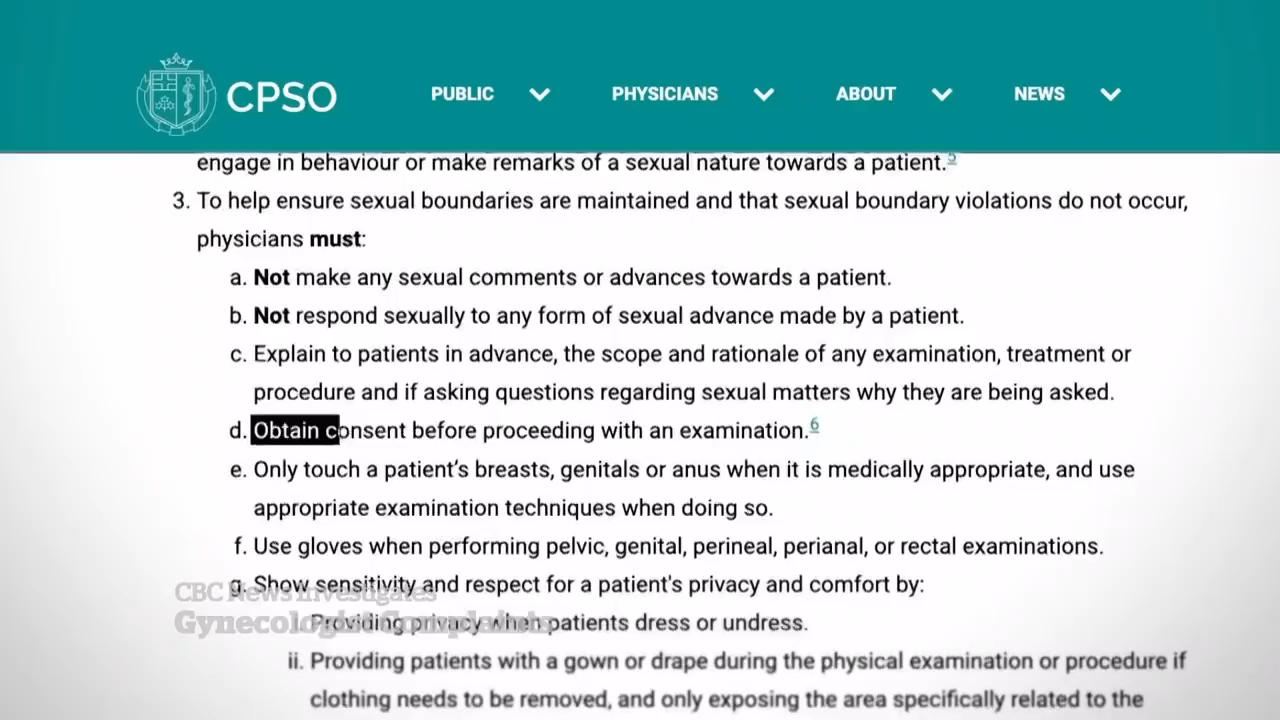 CPSO
PUBLIC
PHYSICIANS
ABOUT
NEWS
engage in behaviour or make remarks of a sexual nature towards a patient.5
3. To help ensure sexual boundaries are maintained and that sexual boundary violations do not occur,
physicians must:
a. Not make any sexual comments or advances towards a patient.
b. Not respond sexually to any form of sexual advance made by a patient.
c. Explain to patients in advance, the scope and rationale of any examination, treatment or
procedure and if asking questions regarding sexual matters why they are being asked.
d. Obtain consent before proceeding with an examination.6
e. Only touch a patient's breasts, genitals or anus when it is medically appropriate, and use
appropriate examination techniques when doing so.
f. Use gloves when performing pelvic, genital, perineal, perianal, or rectal examinations.
g. Show sensitivity and respect for a patient's privacy and comfort by:
CBC News Investigates
Providing privacy when patients dress or undress.
Gynecologist Complaints
ii. Providing patients with a gown or drape during the physical examination or procedure if
clothing needs to be removed, and only exposing the area specifically related to the